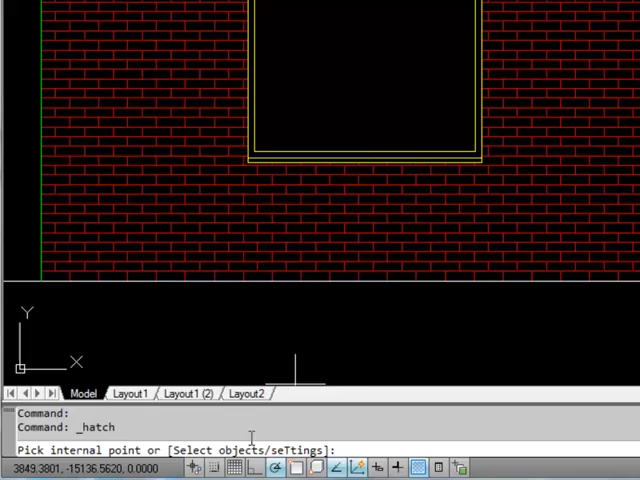 Y
X
Model Layout1 Layout1 (2) Layout2
Command:
Command: _hatch
Pick internal point or [Select objects/seTtings]:
3849.3801, -15136.5620, 0.0000